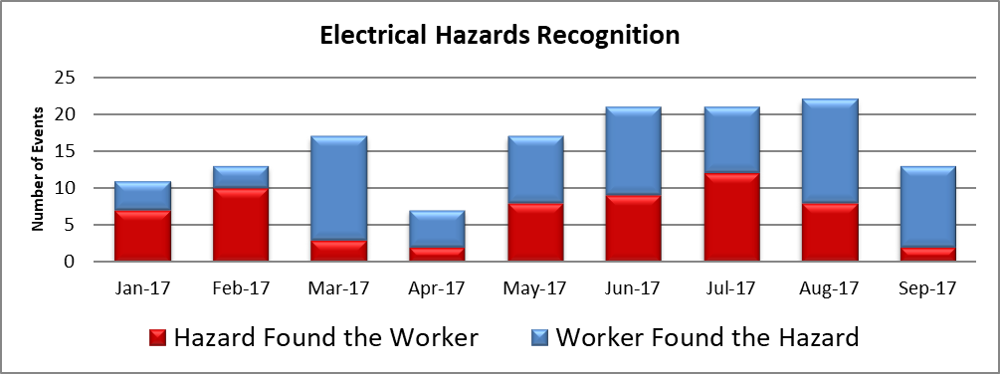 Electrical Hazards Recognition
Number of Events
25
20
15
10
5
0
Jan-17 Feb-17 Mar-17 Apr-17 May-17 Jun-17 Jul-17 Aug-17 Sep-17
Hazard Found the Worker Worker Found the Hazard